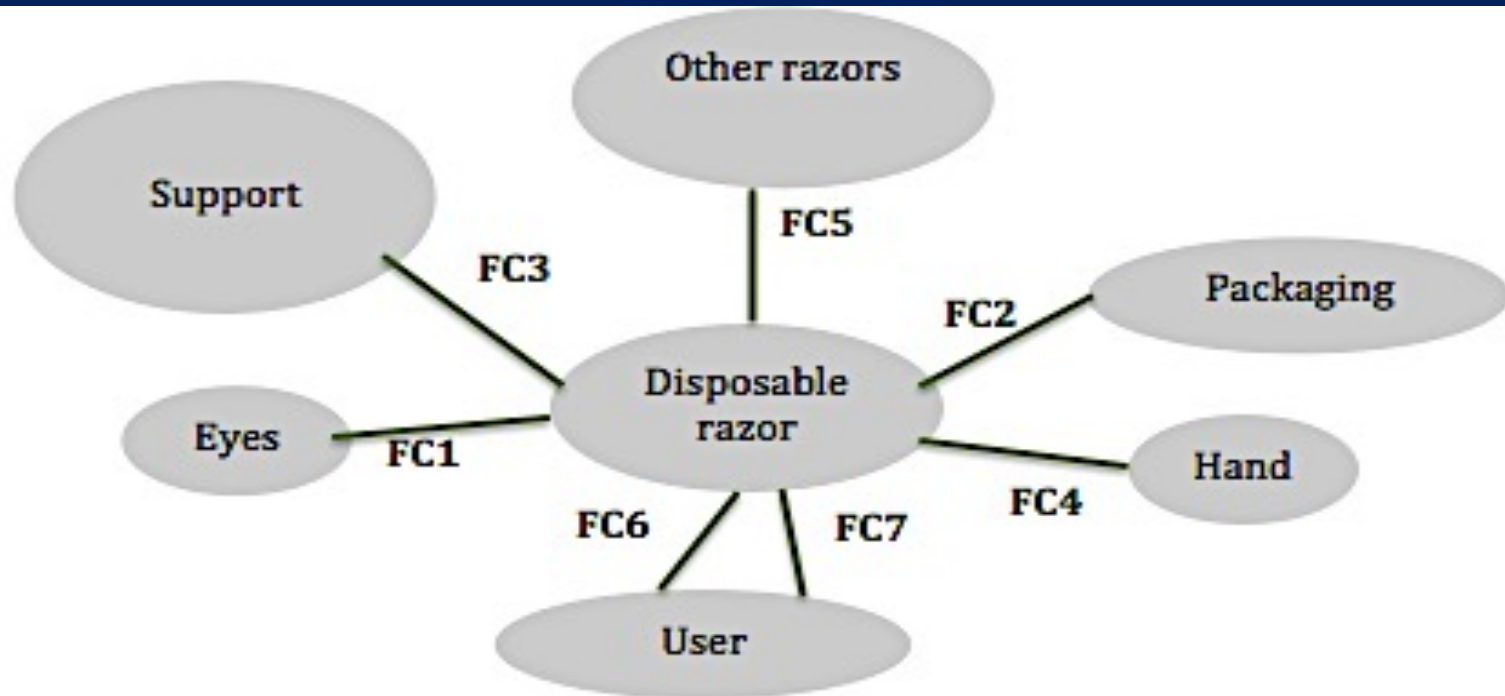 Other razors
Support
FC5
FC3
Packaging
FC2
Disposable
razor
Eyes
FC1
Hand
FC4
FC6
FC7
User